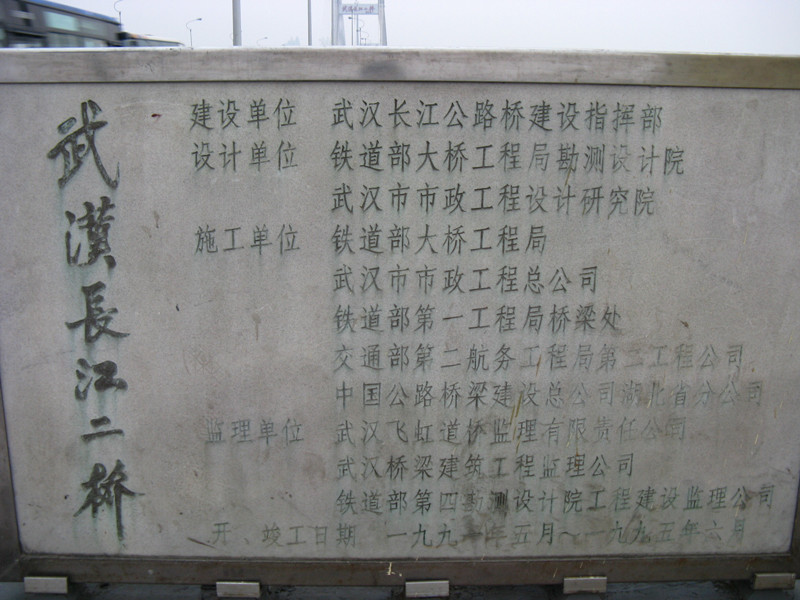 武漢長江二桥
建设单位 武汉长江公路桥建设指挥部
设计单位 铁道部大桥工程局勘测设计院
武汉市市政工程设计研究院
施工单位 铁道部大桥工程局
武汉市市政工程总公司
铁道部第一工程局桥梁处
交通部第二航务工程局第二工程公司
中国公路桥梁建设总公司湖北省分公司
监理单位 武汉飞虹道桥监理有限责任公司
武汉桥梁建筑工程监理公司
铁道部第四勘测设计院工程建设监理公司
开、竣工日期 一九九一年五月～一九九五年六月